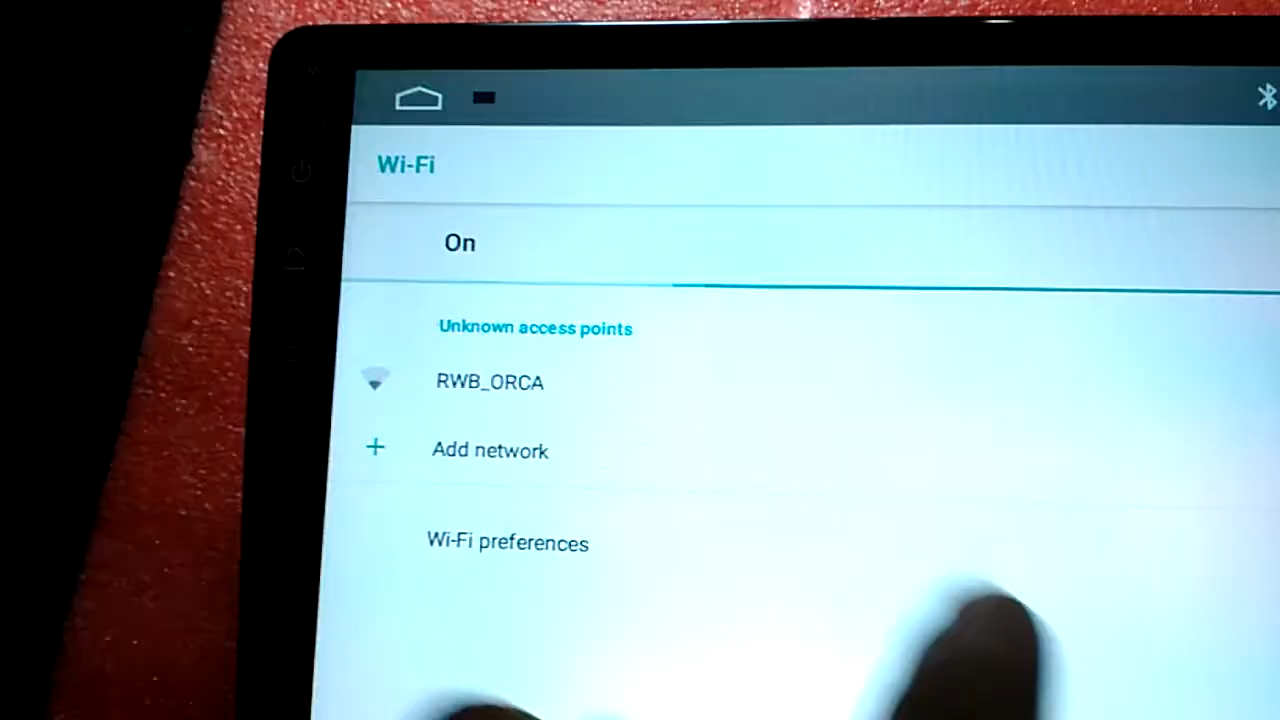 Wi-Fi
On
Unknown access points
RWB_ORCA
Add network
Wi-Fi preferences